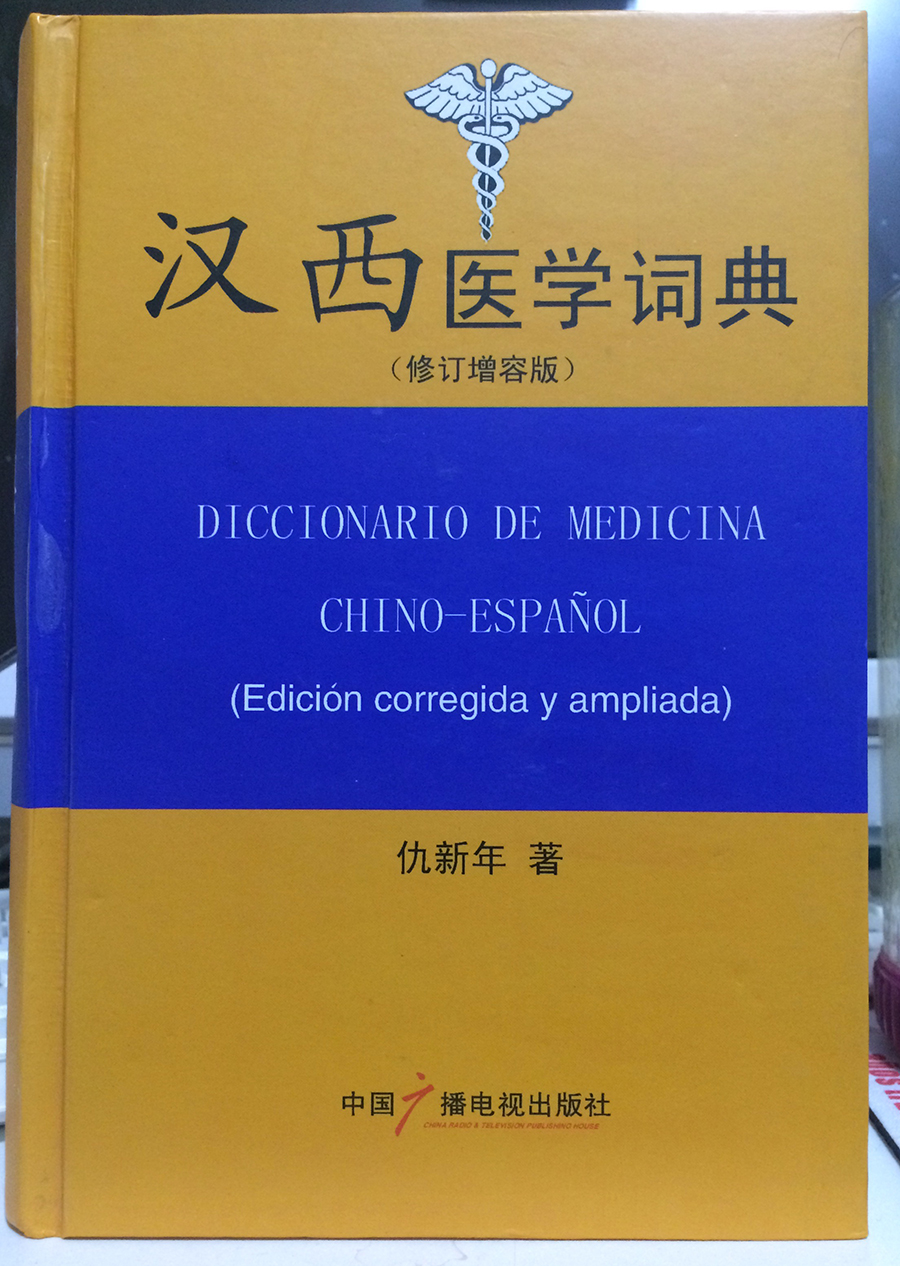 汉西医学词典
（修订增容版）
DICCIONARIO DE MEDICINA
CHINO-ESPAÑOL
(Edición corregida y ampliada)
仇新年 著
中国广播电视出版社
CHINA RADIO & TELEVISION PUBLISHING HOUSE